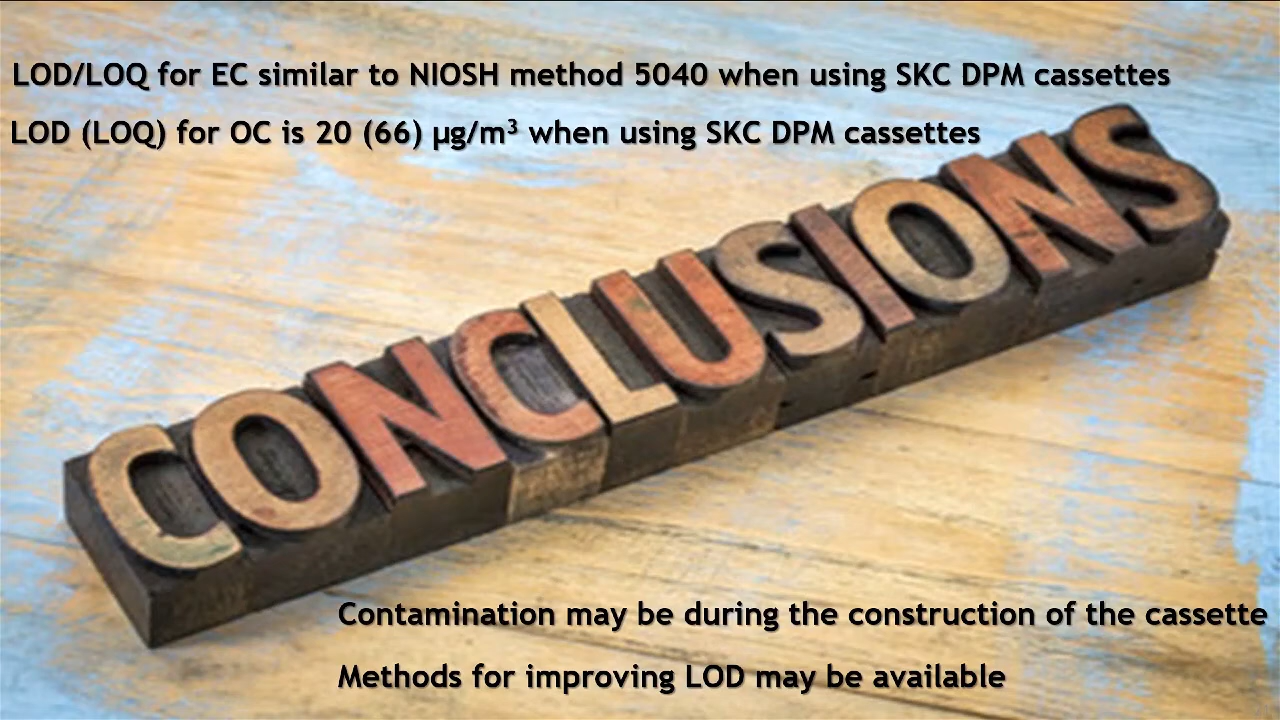 LOD/LOQ for EC similar to NIOSH method 5040 when using SKC DPM cassettes
LOD (LOQ) for OC is 20 (66) µg/m³ when using SKC DPM cassettes
CONCLUSIONS
Contamination may be during the construction of the cassette
Methods for improving LOD may be available